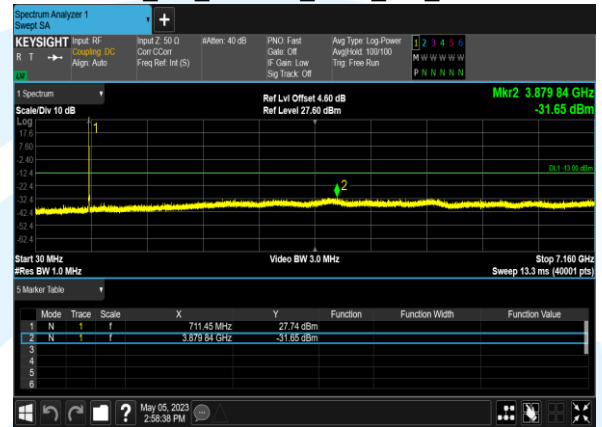 Spectrum Analyzer 1
Swept SA
+
KEYSIGHT
R T
LV
Input: RF
Coupling: DC
Align: Auto
Input Z: 50 Ω
Corr CCorr
Freq Ref: Int (S)
#Atten: 40 dB
PNO: Fast
Gate: Off
IF Gain: Low
Sig Track: Off
Avg Type: Log-Power
Avg|Hold: 100/100
Trig: Free Run
1 2 3 4 5 6
M W W W W W
P N N N N N
1 Spectrum
Scale/Div 10 dB
Ref Lvl Offset 4.60 dB
Ref Level 27.60 dBm
Mkr2 3.879 84 GHz
-31.65 dBm
Log
17.6
7.60
-2.40
-12.4
-22.4
-32.4
-42.4
-52.4
-62.4
1
2
DL1 -13.00 dBm
Start 30 MHz
#Res BW 1.0 MHz
Video BW 3.0 MHz
Stop 7.160 GHz
Sweep 13.3 ms (40001 pts)
5 Marker Table
Mode Trace Scale X Y Function Function Width Function Value
1 N 1 f 711.45 MHz 27.74 dBm
2 N 1 f 3.879 84 GHz -31.65 dBm
3
4
5
6
?
May 05, 2023
2:58:38 PM